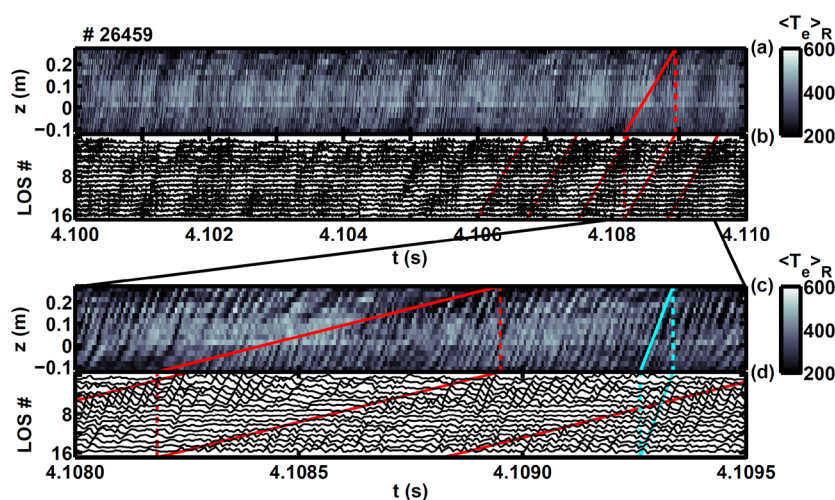 # 26459
<Te>R
(a)
600
400
200
z (m)
0.2
0.1
0
−0.1
(b)
LOS #
8
16
4.100
4.102
4.104
4.106
4.108
4.110
t (s)
<Te>R
(c)
600
400
200
z (m)
0.2
0.1
0
−0.1
(d)
LOS #
8
16
4.1080
4.1085
4.1090
4.1095
t (s)